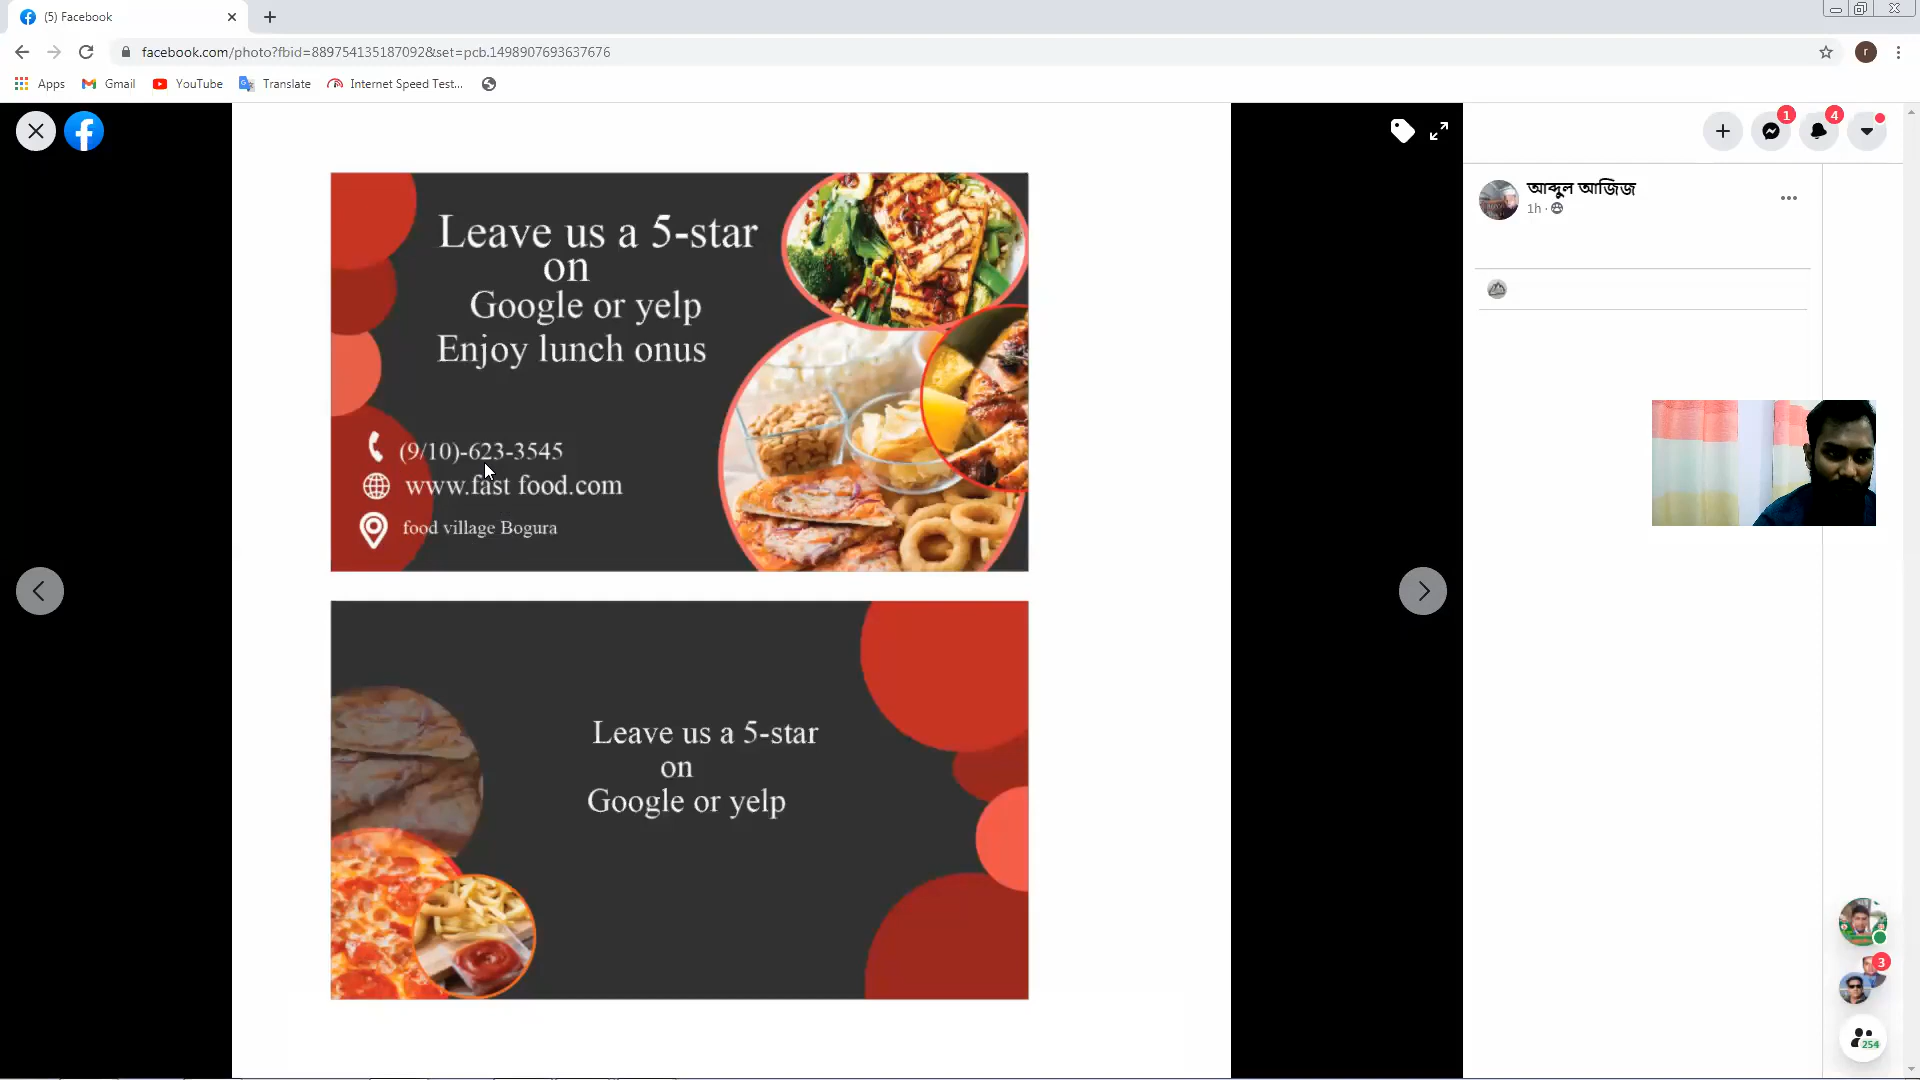 (5) Facebook
facebook.com/photo?fbid=889754135187092&set=pcb.1498907693637676
r
Apps
Gmail
YouTube
Translate
Internet Speed Test...
1
4
আব্দুল আজিজ
1h
Leave us a 5-star
on
Google or yelp
Enjoy lunch onus
(9/10)-623-3545
www.fast food.com
food village Bogura
Leave us a 5-star
on
Google or yelp
3
254